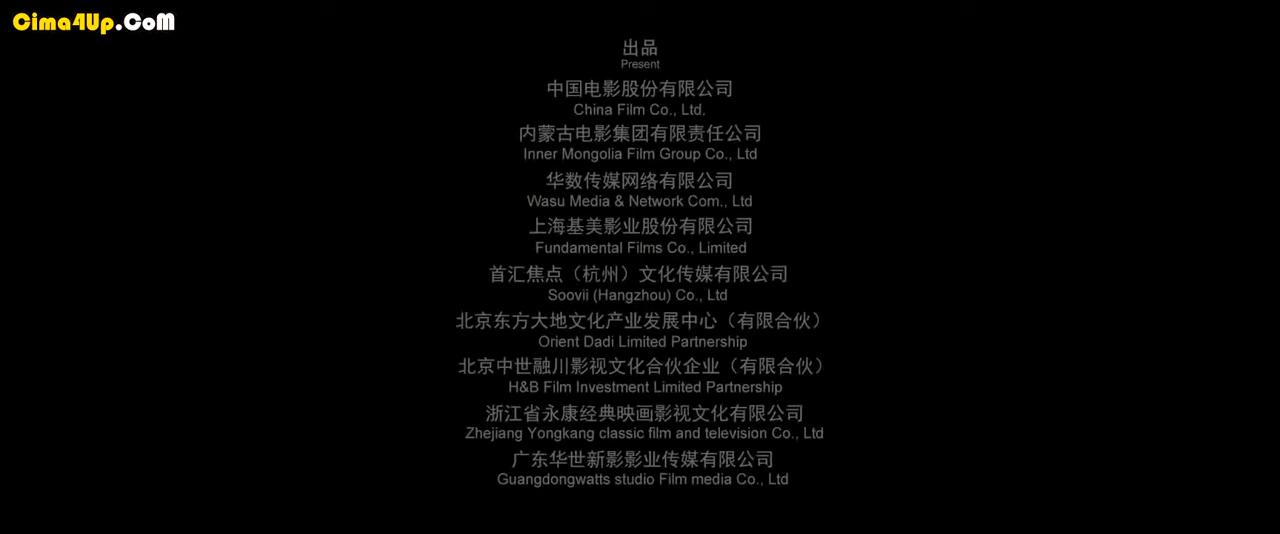 Cima4Up.CoM
出品
Present
中国电影股份有限公司
China Film Co., Ltd.
内蒙古电影集团有限责任公司
Inner Mongolia Film Group Co., Ltd
华数传媒网络有限公司
Wasu Media & Network Com., Ltd
上海基美影业股份有限公司
Fundamental Films Co., Limited
首汇焦点（杭州）文化传媒有限公司
Soovii (Hangzhou) Co., Ltd
北京东方大地文化产业发展中心（有限合伙）
Orient Dadi Limited Partnership
北京中世融川影视文化合伙企业（有限合伙）
H&B Film Investment Limited Partnership
浙江省永康经典映画影视文化有限公司
Zhejiang Yongkang classic film and television Co., Ltd
广东华世新影影业传媒有限公司
Guangdongwatts studio Film media Co., Ltd